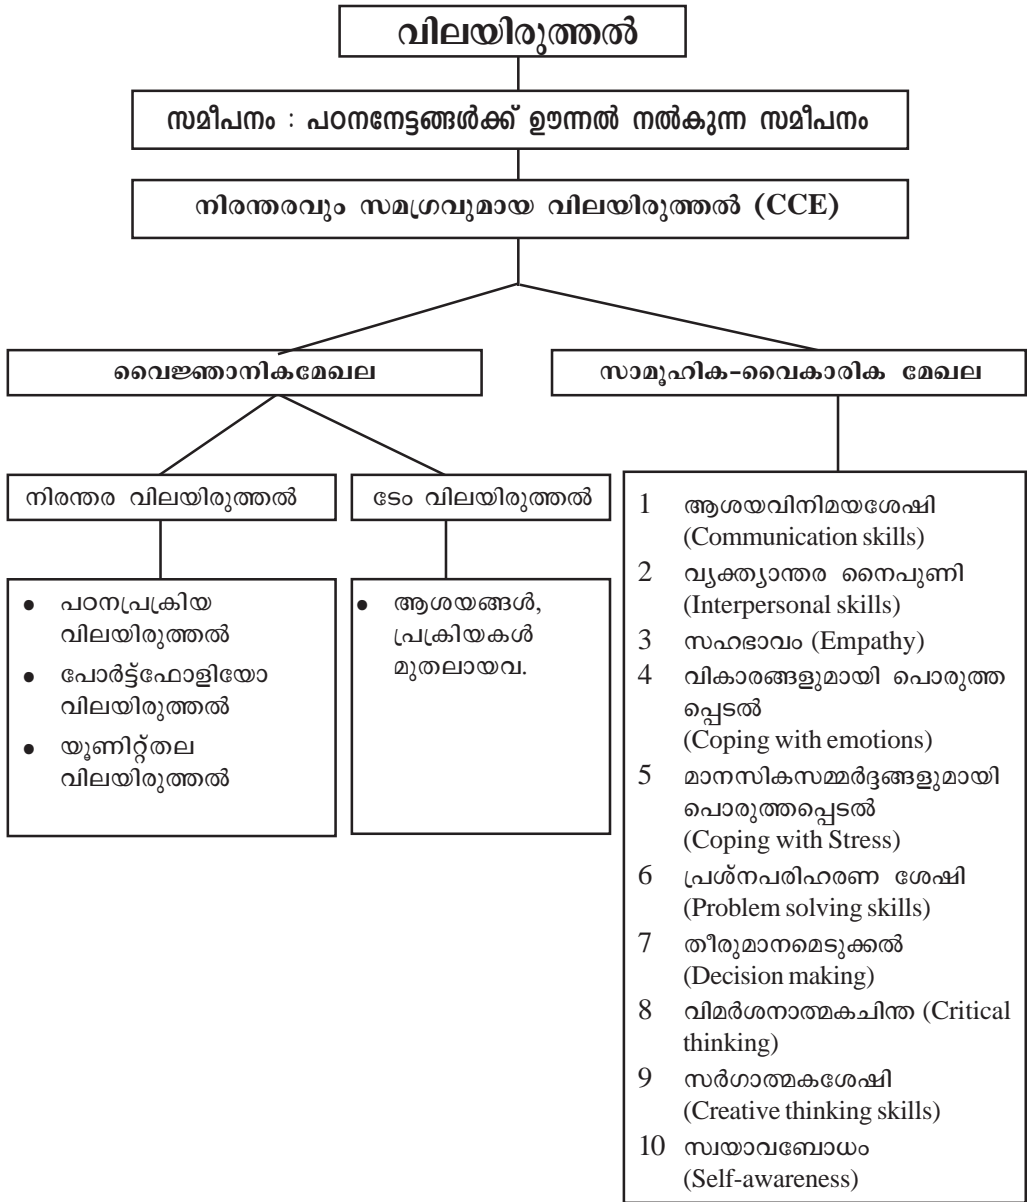 വിലയിരുത്തൽ
സമീപനം : പഠനനേട്ടങ്ങൾക്ക് ഊന്നൽ നൽകുന്ന സമീപനം
നിരന്തരവും സമഗ്രവുമായ വിലയിരുത്തൽ (CCE)
വൈജ്ഞാനികമേഖല
നിരന്തര വിലയിരുത്തൽ
• പഠനപ്രക്രിയ
വിലയിരുത്തൽ
• പോർട്ട്ഫോളിയോ
വിലയിരുത്തൽ
• യൂണിറ്റ്തല
വിലയിരുത്തൽ
ടേം വിലയിരുത്തൽ
• ആശയങ്ങൾ,
പ്രക്രിയകൾ
മുതലായവ.
സാമൂഹിക-വൈകാരിക മേഖല
1 ആശയവിനിമയശേഷി
(Communication skills)
2 വ്യക്ത്യാന്തര നൈപുണി
(Interpersonal skills)
3 സഹഭാവം (Empathy)
4 വികാരങ്ങളുമായി പൊരുത്ത
പ്പെടൽ
(Coping with emotions)
5 മാനസികസമ്മർദ്ദങ്ങളുമായി
പൊരുത്തപ്പെടൽ
(Coping with Stress)
6 പ്രശ്നപരിഹരണ ശേഷി
(Problem solving skills)
7 തീരുമാനമെടുക്കൽ
(Decision making)
8 വിമർശനാത്മകചിന്ത (Critical
thinking)
9 സർഗാത്മകശേഷി
(Creative thinking skills)
10 സ്വയാവബോധം
(Self-awareness)